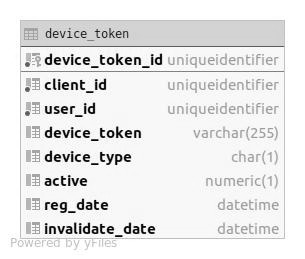 device_token
device_token_id uniqueidentifier
client_id uniqueidentifier
user_id uniqueidentifier
device_token varchar(255)
device_type char(1)
active numeric(1)
reg_date datetime
invalidate_date datetime
Powered by yFiles